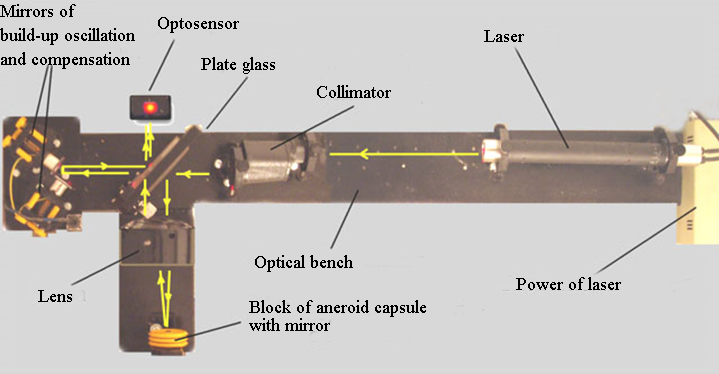 Mirrors of
build-up oscillation
and compensation
Optosensor
Plate glass
Collimator
Laser
Lens
Optical bench
Block of aneroid capsule
with mirror
Power of laser